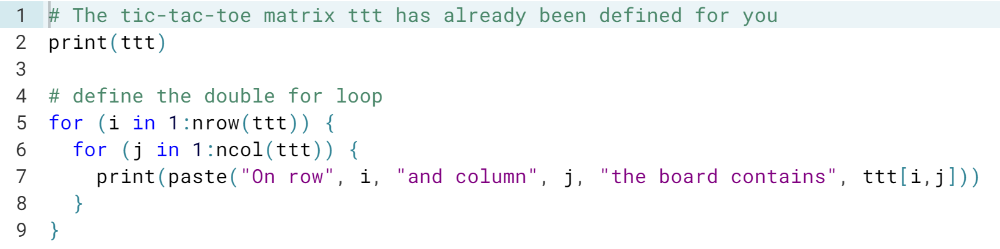 1 # The tic-tac-toe matrix ttt has already been defined for you
2 print(ttt)
3
4 # define the double for loop
5 for (i in 1:nrow(ttt)) {
6   for (j in 1:ncol(ttt)) {
7     print(paste("On row", i, "and column", j, "the board contains", ttt[i,j]))
8   }
9 }